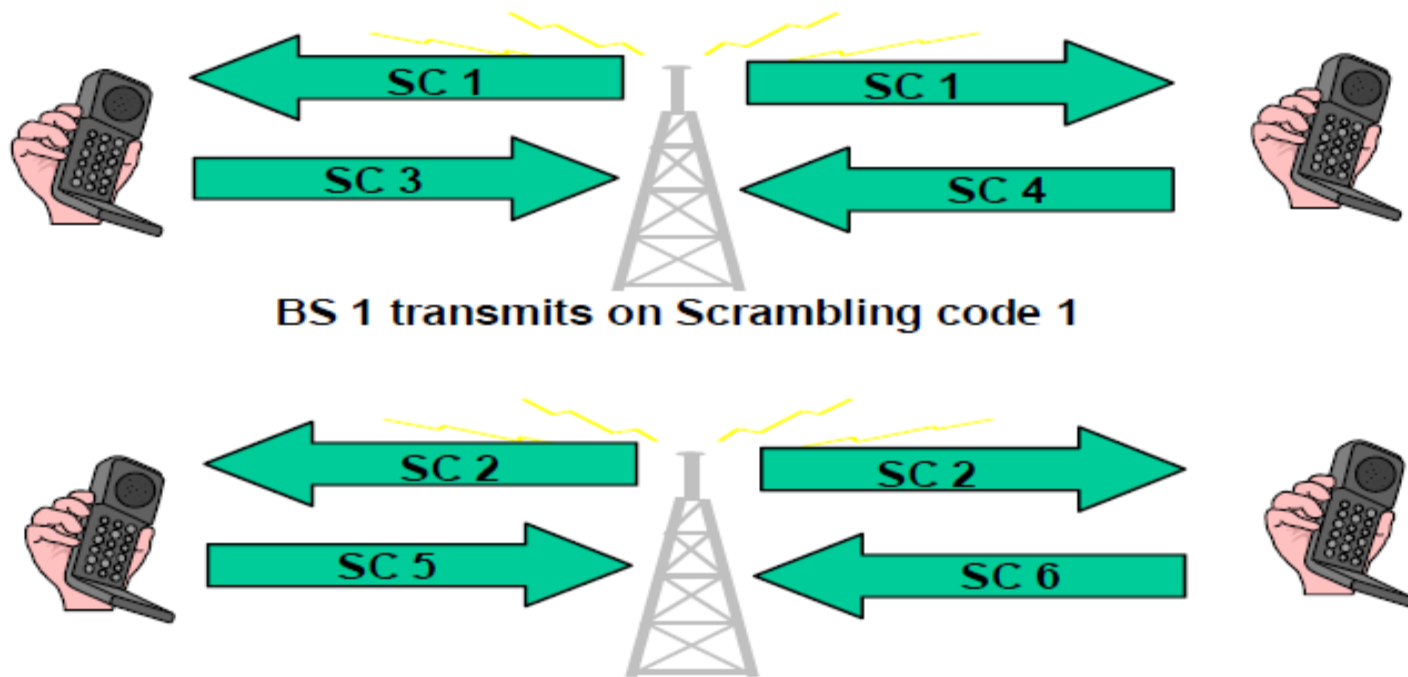 SC 1
SC 1
SC 3
SC 4
BS 1 transmits on Scrambling code 1
SC 2
SC 2
SC 5
SC 6